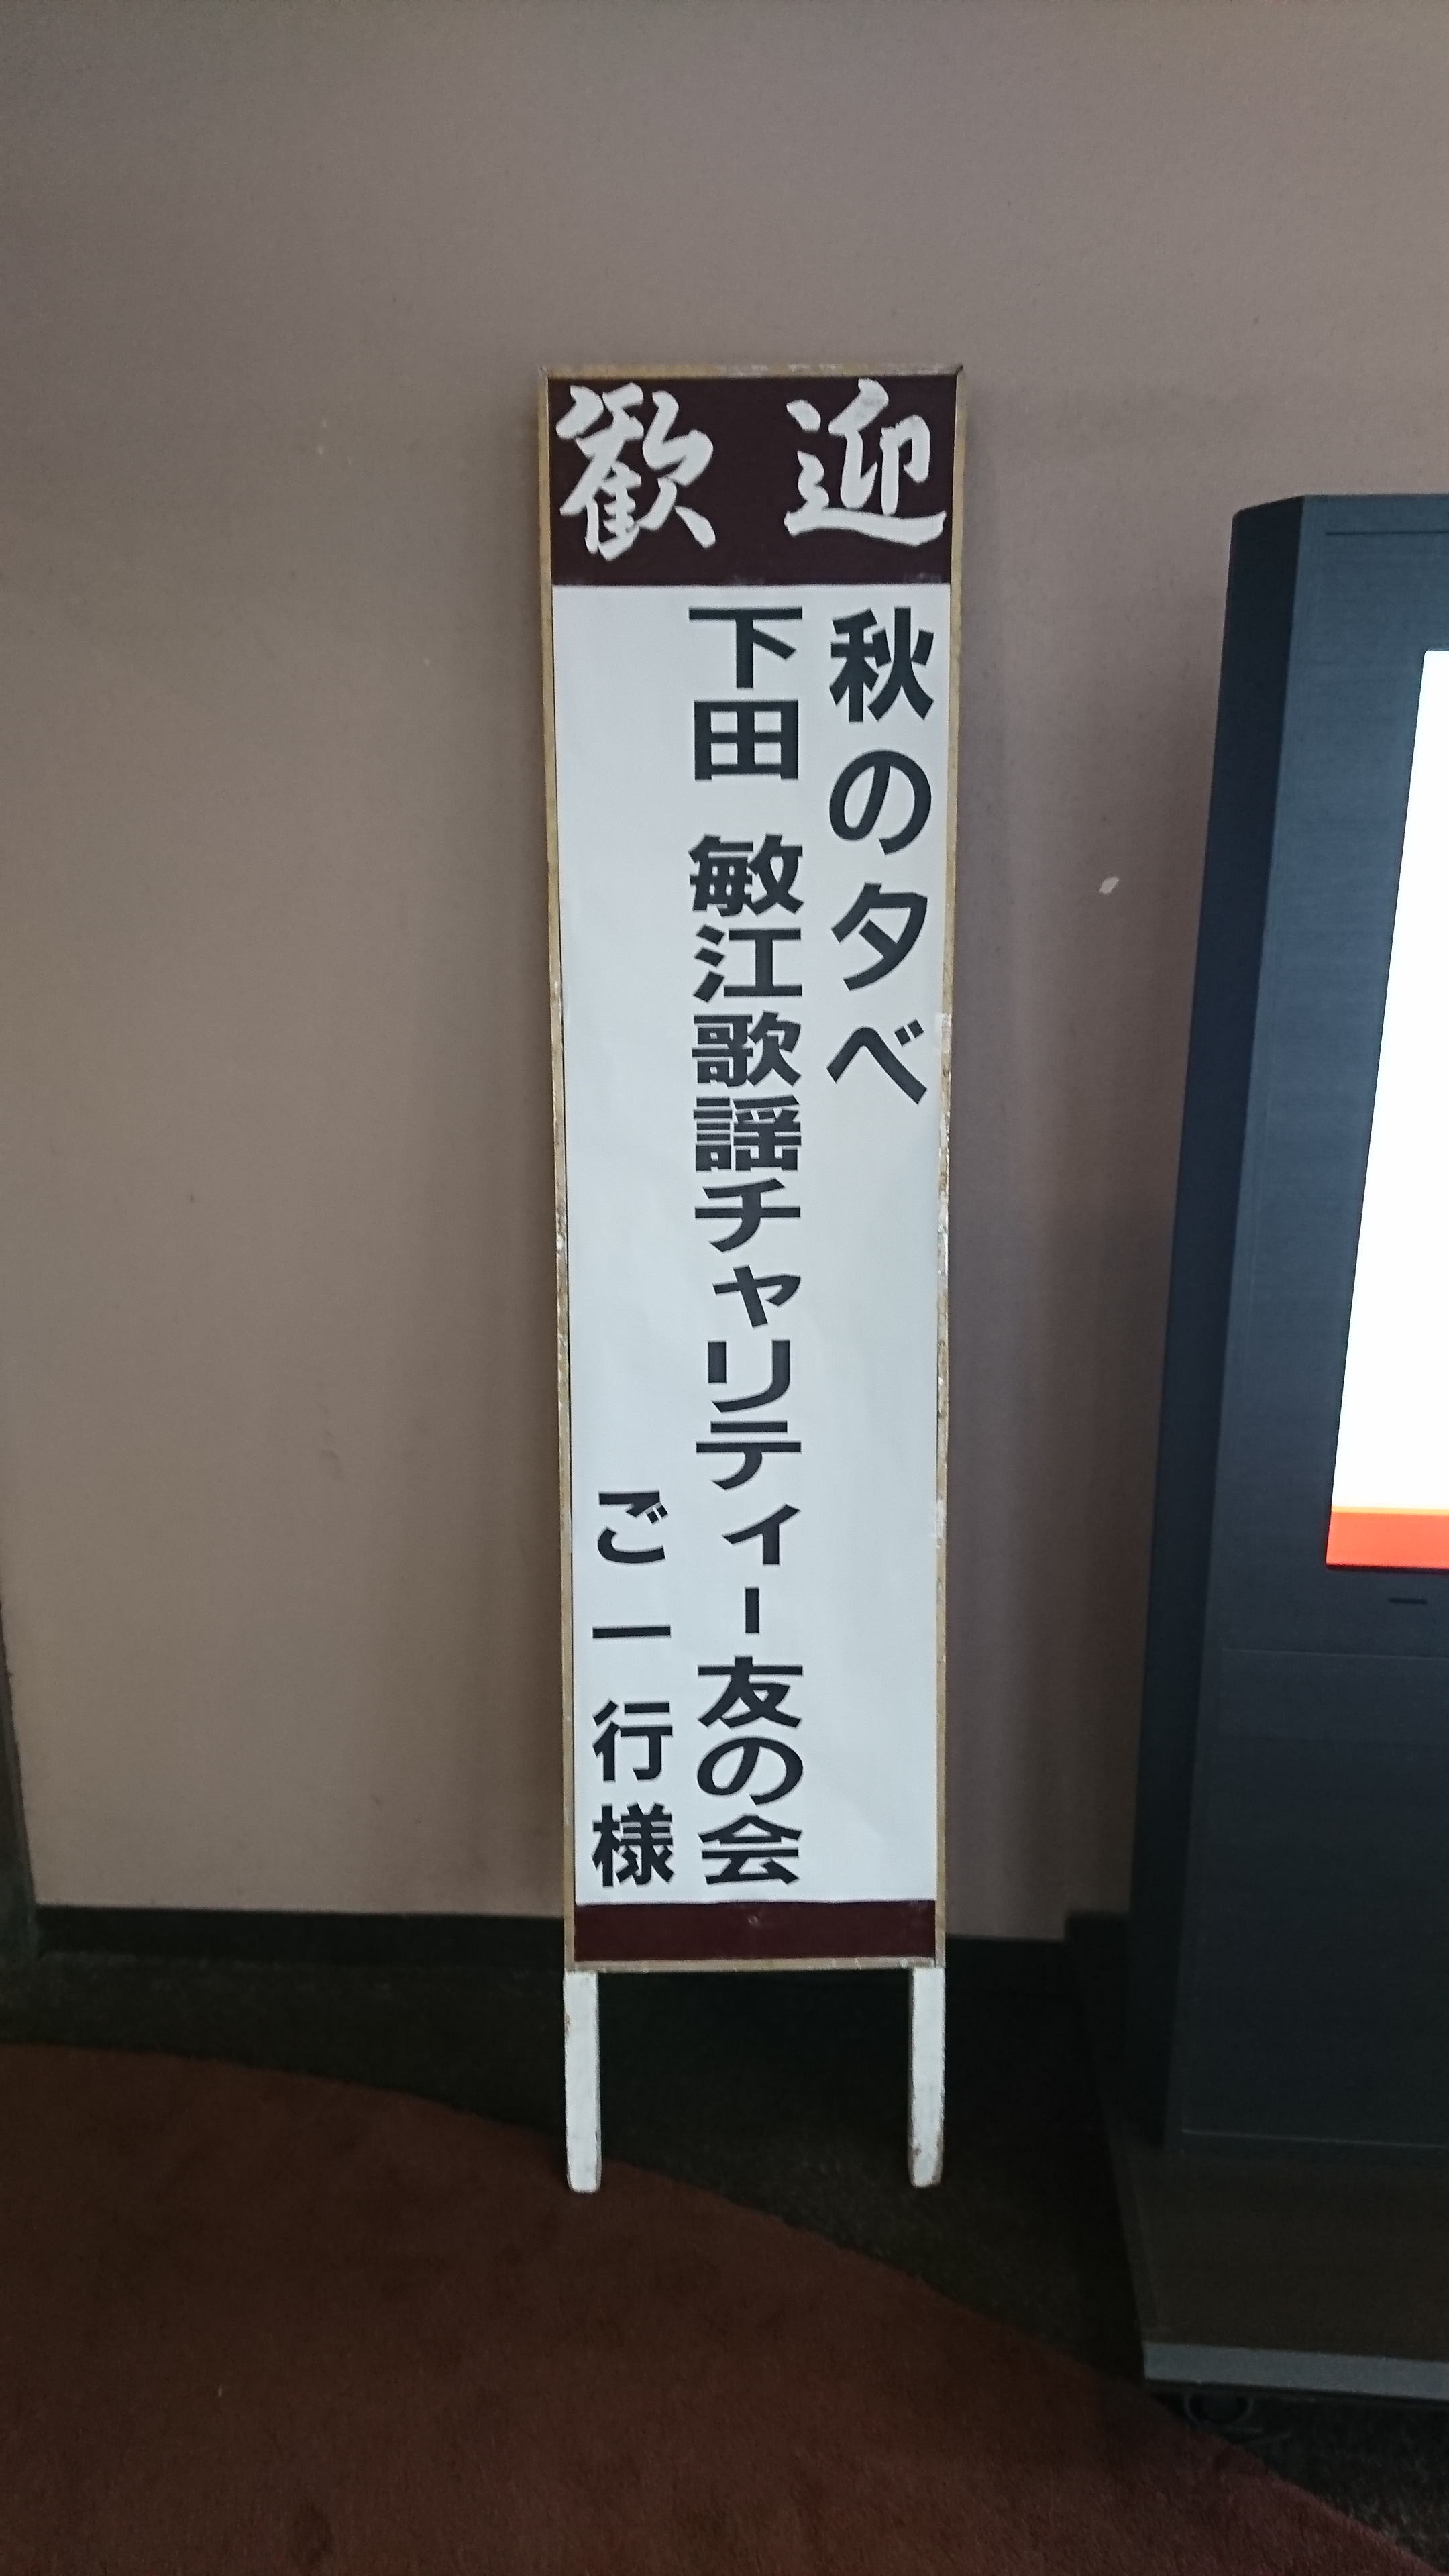 歓迎
秋の夕べ
下田 敏江歌謡チャリティー友の会
ご一行様